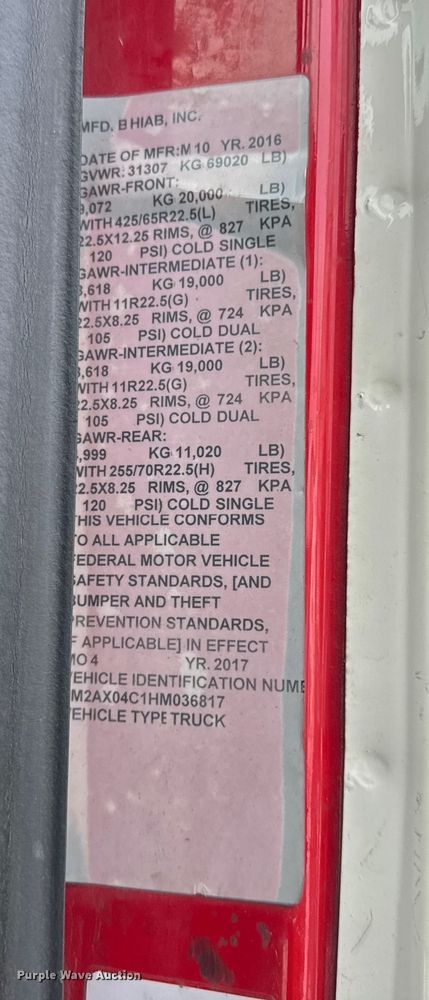 MFD. BHIAB, INC.
DATE OF MFR:M 10 YR. 2016
GVWR: 31307 KG 69020 LB)
GAWR-FRONT:
9,072 KG 20,000 LB)
WITH 425/65R22.5(L) TIRES,
22.5X12.25 RIMS, @ 827 KPA
120 PSI) COLD SINGLE
GAWR-INTERMEDIATE (1):
8,618 KG 19,000 LB)
WITH 11R22.5(G) TIRES,
22.5X8.25 RIMS, @ 724 KPA
105 PSI) COLD DUAL
GAWR-INTERMEDIATE (2):
,618 KG 19,000 LB)
WITH 11R22.5(G) TIRES,
22.5X8.25 RIMS, @ 724 KPA
105 PSI) COLD DUAL
GAWR-REAR:
,999 KG 11,020 LB)
WITH 255/70R22.5(H) TIRES,
22.5X8.25 RIMS, @ 827 KPA
120 PSI) COLD SINGLE
THIS VEHICLE CONFORMS
TO ALL APPLICABLE
FEDERAL MOTOR VEHICLE
SAFETY STANDARDS, [AND
BUMPER AND THEFT
PREVENTION STANDARDS,
F APPLICABLE] IN EFFECT
MO 4 YR. 2017
VEHICLE IDENTIFICATION NUME
M2AX04C1HM036817
VEHICLE TYPE TRUCK
Purple Wave Auction